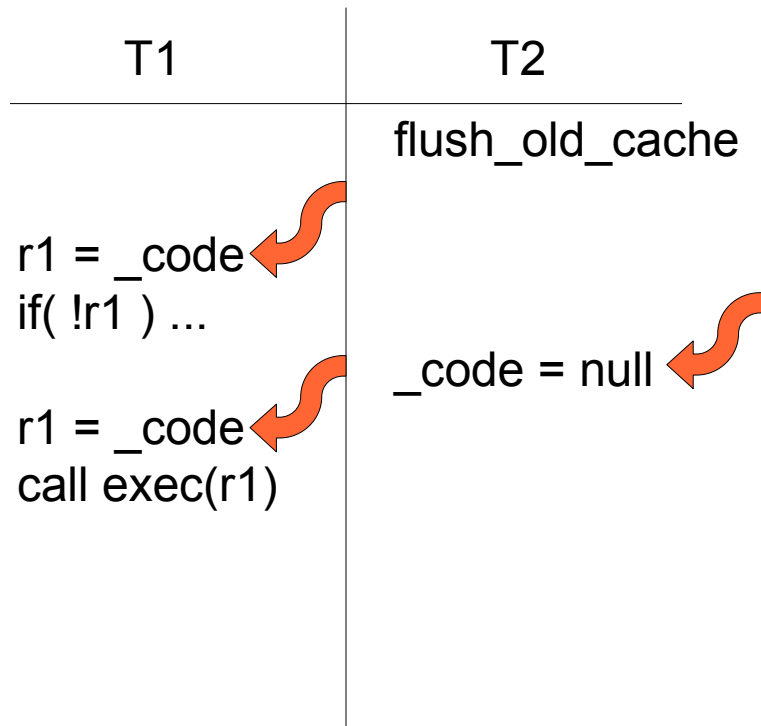 T1
T2
flush_old_cache
r1 = _code
if( !r1 ) ...
_code = null
r1 = _code
call exec(r1)